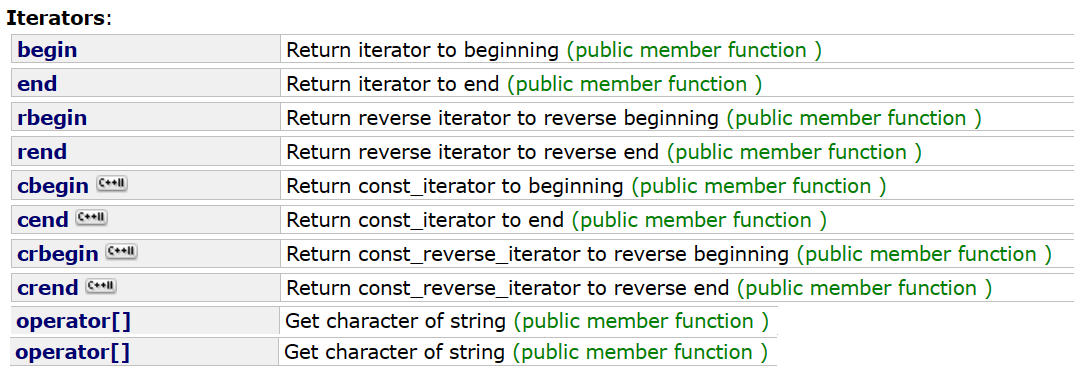 Iterators:
begin Return iterator to beginning (public member function )
end Return iterator to end (public member function )
rbegin Return reverse iterator to reverse beginning (public member function )
rend Return reverse iterator to reverse end (public member function )
cbegin C++11 Return const_iterator to beginning (public member function )
cend C++11 Return const_iterator to end (public member function )
crbegin C++11 Return const_reverse_iterator to reverse beginning (public member function )
crend C++11 Return const_reverse_iterator to reverse end (public member function )
operator[] Get character of string (public member function )
operator[] Get character of string (public member function )